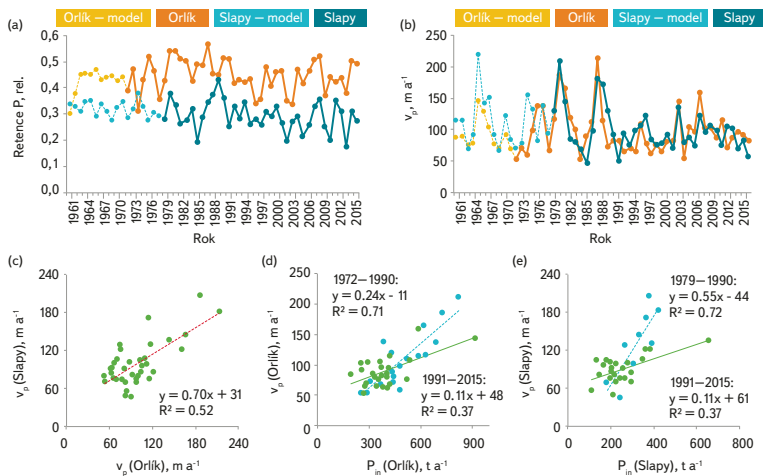 (a)
Orlík – model
Orlík
Slapy – model
Slapy
Retence P, rel.
0,6
0,5
0,4
0,3
0,2
0,1
0,0
1961
1964
1967
1970
1973
1976
1979
1982
1985
1988
1991
1994
1997
2000
2003
2006
2009
2012
2015
Rok
(b)
Orlík – model
Orlík
Slapy – model
Slapy
vp, m a⁻¹
250
200
150
100
50
0
1961
1964
1967
1970
1973
1976
1979
1982
1985
1988
1991
1994
1997
2000
2003
2006
2009
2012
2015
Rok
(c)
vp (Slapy), m a⁻¹
240
180
120
60
0
0
60
120
180
240
y = 0.70x + 31
R² = 0.52
vp (Orlík), m a⁻¹
(d)
vp (Orlík), m a⁻¹
250
200
150
100
50
0
0
300
600
900
1972–1990:
y = 0.24x - 11
R² = 0.71
1991–2015:
y = 0.11x + 48
R² = 0.37
Pin (Orlík), t a⁻¹
(e)
vp (Slapy), m a⁻¹
240
180
120
60
0
0
200
400
600
800
1979–1990:
y = 0.55x - 44
R² = 0.72
1991–2015:
y = 0.11x + 61
R² = 0.37
Pin (Slapy), t a⁻¹